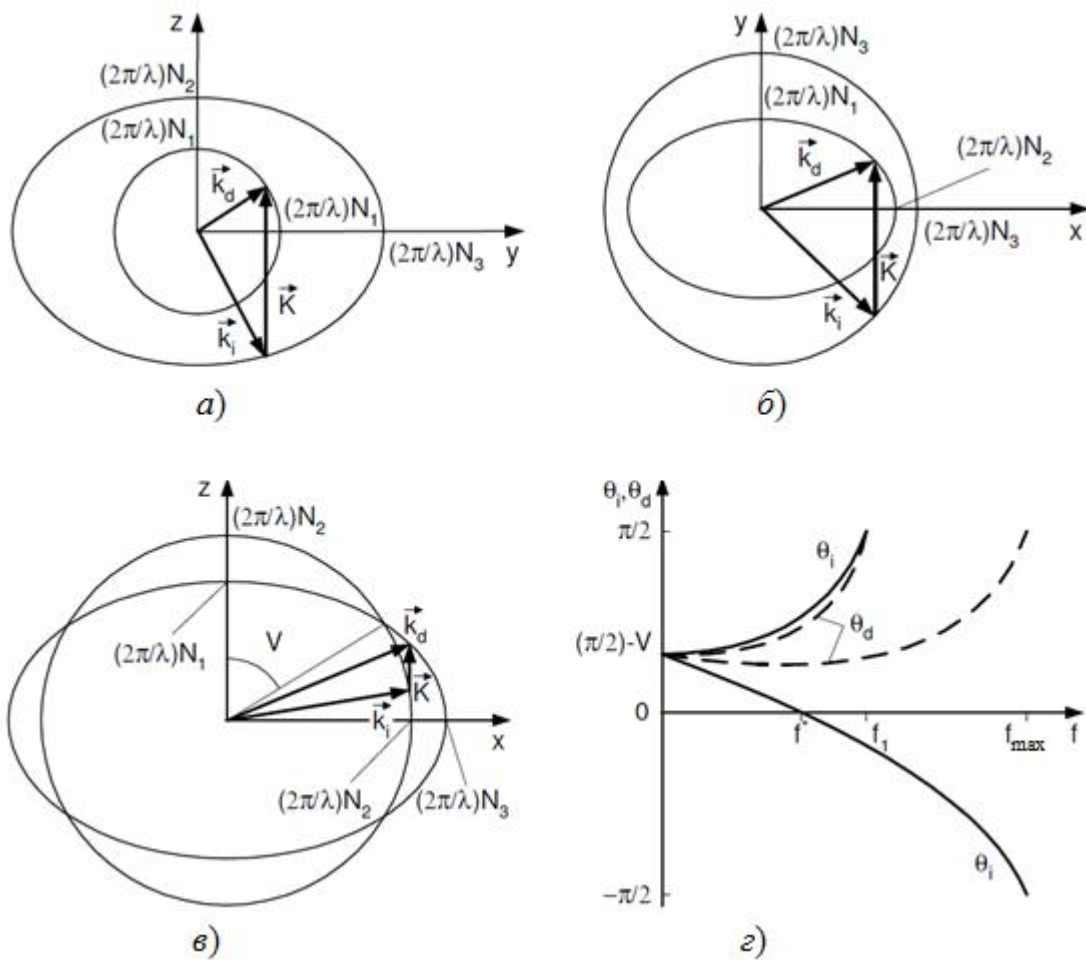 z
(2π/λ)N₂
(2π/λ)N₁
k⃗d
(2π/λ)N₁
(2π/λ)N₃
y
K⃗
k⃗i
а)
y
(2π/λ)N₃
(2π/λ)N₁
k⃗d
(2π/λ)N₂
(2π/λ)N₃
x
K⃗
k⃗i
б)
z
(2π/λ)N₂
(2π/λ)N₁
V
k⃗d
K⃗
k⃗i
x
(2π/λ)N₂
(2π/λ)N₃
в)
θi,θd
π/2
θi
θd
(π/2)-V
0
f*
f₁
fmax
f
θi
−π/2
г)